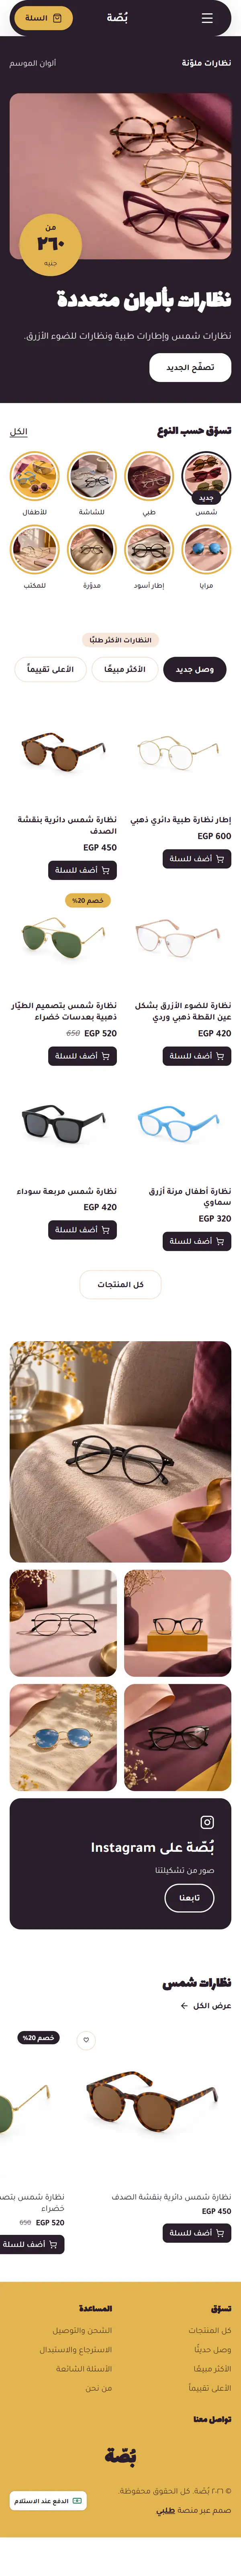 بُصّة
السلة
نظارات ملوّنة
ألوان الموسم
من
٢٦٠
جنيه
نظارات بألوان متعددة
نظارات شمس وإطارات طبية ونظارات للضوء الأزرق.
تصفّح الجديد
تسوّق حسب النوع
الكل
جديد
شمس
طبي
للشاشة
للأطفال
مرايا
إطار أسود
مدوّرة
للمكتب
النظارات الأكثر طلبًا
وصل جديد
الأكثر مبيعًا
الأعلى تقييماً
إطار نظارة طبية دائري ذهبي
600 EGP
أضف للسلة
نظارة شمس دائرية بنقشة الصدف
450 EGP
أضف للسلة
نظارة للضوء الأزرق بشكل عين القطة ذهبي وردي
420 EGP
أضف للسلة
خصم 20%
نظارة شمس بتصميم الطيّار ذهبية بعدسات خضراء
520 EGP
650
أضف للسلة
نظارة أطفال مرنة أزرق سماوي
320 EGP
أضف للسلة
نظارة شمس مربعة سوداء
420 EGP
أضف للسلة
كل المنتجات
بُصّة على Instagram
صور من تشكيلتنا
تابعنا
نظارات شمس
عرض الكل
نظارة شمس دائرية بنقشة الصدف
450 EGP
أضف للسلة
خصم 20%
نظارة شمس بتصم
خضراء
520 EGP
650
أضف للسلة
تسوّق
كل المنتجات
وصل حديثًا
الأكثر مبيعًا
الأعلى تقييماً
المساعدة
الشحن والتوصيل
الاسترجاع والاستبدال
الأسئلة الشائعة
من نحن
تواصل معنا
بُصّة
© ٢٠٢٦ بُصّة. كل الحقوق محفوظة.
صمم عبر منصة طلبي
الدفع عند الاستلام